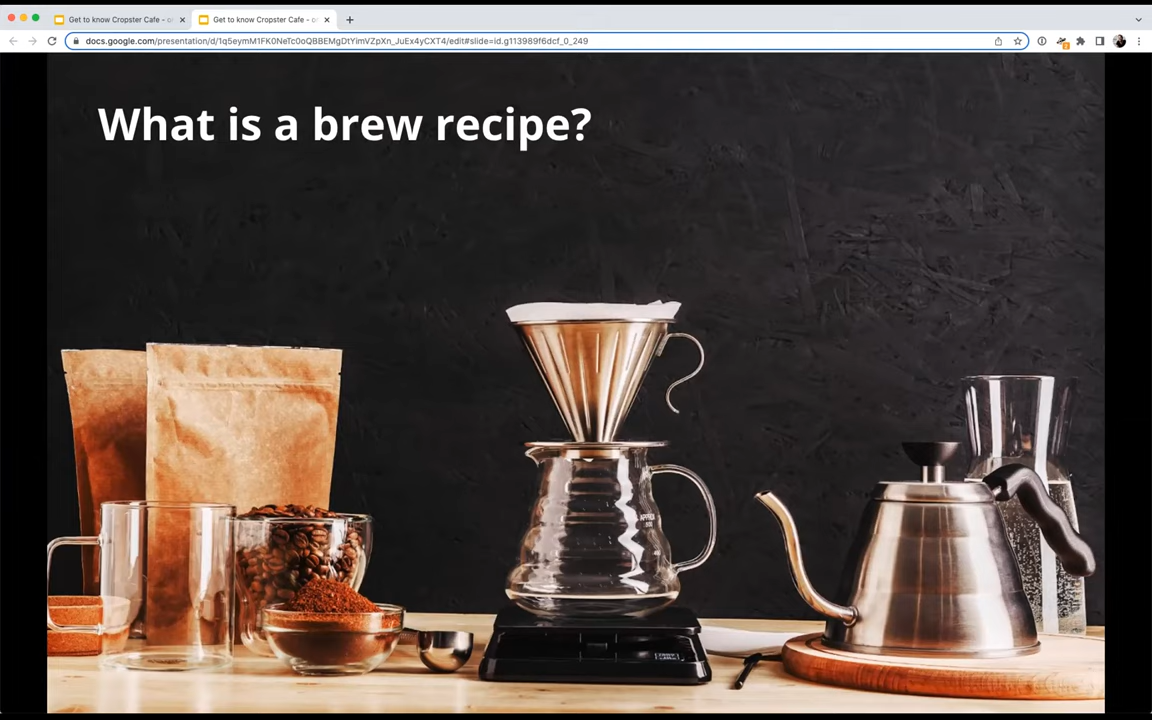 Get to know Cropster Cafe - o
Get to know Cropster Cafe - o
docs.google.com/presentation/d/1q5eymM1FK0NeTc0oQBBEMgDtYimVZpXn_JuEx4yCXT4/edit#slide=id.g113989f6dcf_0_249
What is a brew recipe?